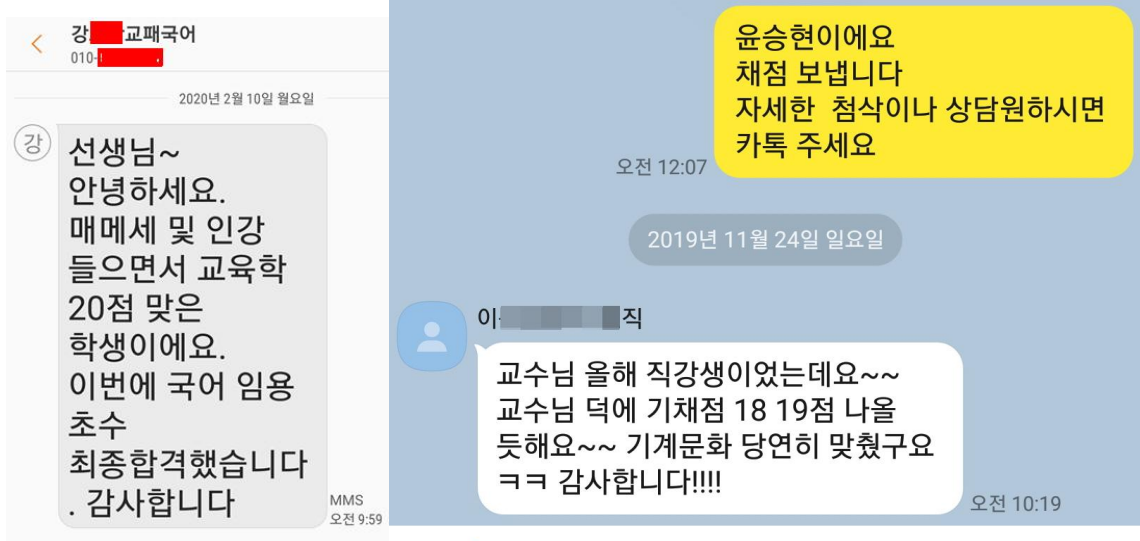 강 교패국어
010-
2020년 2월 10일 월요일
강
선생님~
안녕하세요.
매메세 및 인강
들으면서 교육학
20점 맞은
학생이에요.
이번에 국어 임용
초수
최종합격했습니다
. 감사합니다
MMS
오전 9:59
윤승현이에요
채점 보냅니다
자세한 첨삭이나 상담원하시면
카톡 주세요
오전 12:07
2019년 11월 24일 일요일
이 직
교수님 올해 직강생이었는데요~~
교수님 덕에 기채점 18 19점 나올
듯해요~~ 기계문화 당연히 맞췄구요
ㅋㅋ 감사합니다!!!!
오전 10:19